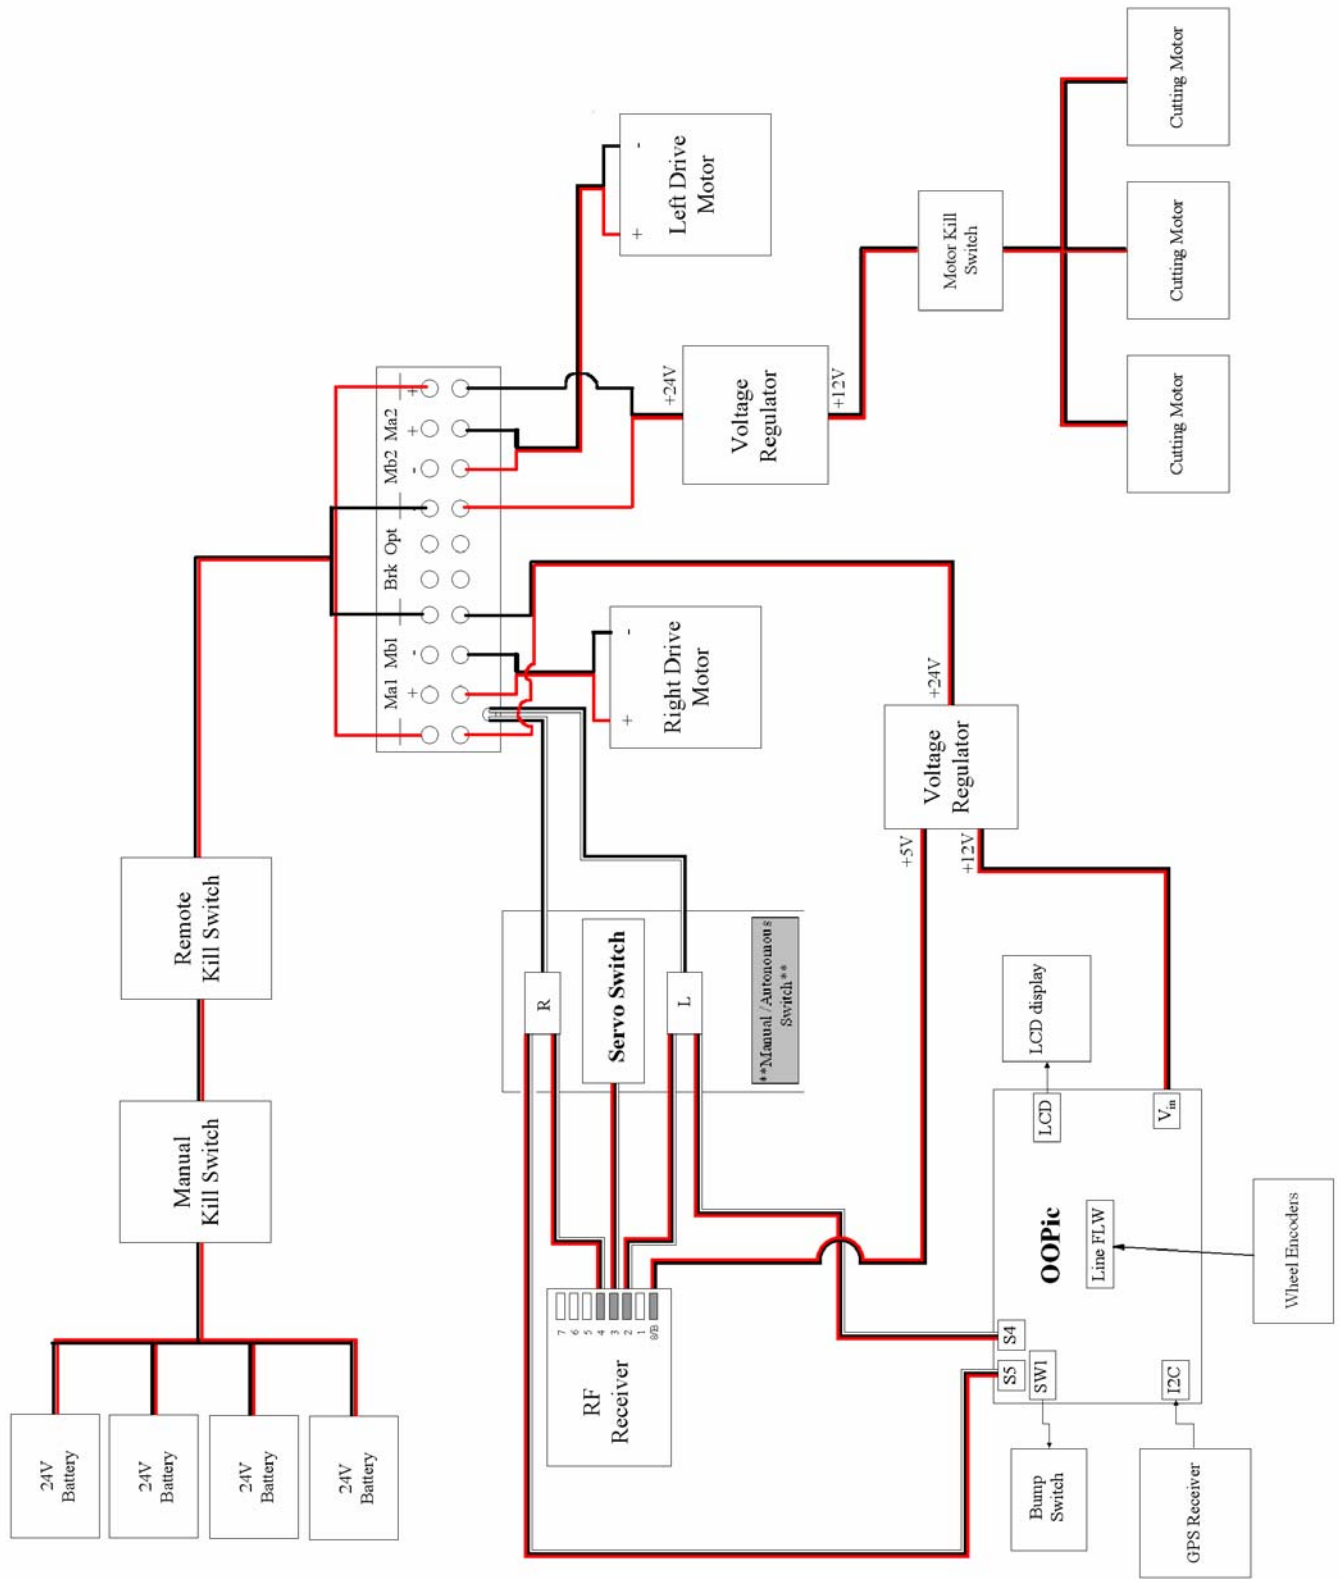 24V
Battery
24V
Battery
24V
Battery
24V
Battery
Manual
Kill Switch
Remote
Kill Switch
Ma1
Mb1
Brk
Opt
Mb2
Ma2
+
-
-
+
+
Left Drive
Motor
+
-
Right Drive
Motor
+
-
+24V
Voltage
Regulator
+12V
Motor Kill
Switch
Cutting Motor
Cutting Motor
Cutting Motor
+24V
Voltage
Regulator
+5V
+12V
R
Servo Switch
L
**Manual /Autonomous
Switch**
RF
Receiver
7
6
5
4
3
2
1
8/B
OOPic
S5
S4
SW1
I2C
Line FLW
LCD
Vin
LCD display
Bump
Switch
GPS Receiver
Wheel Encoders